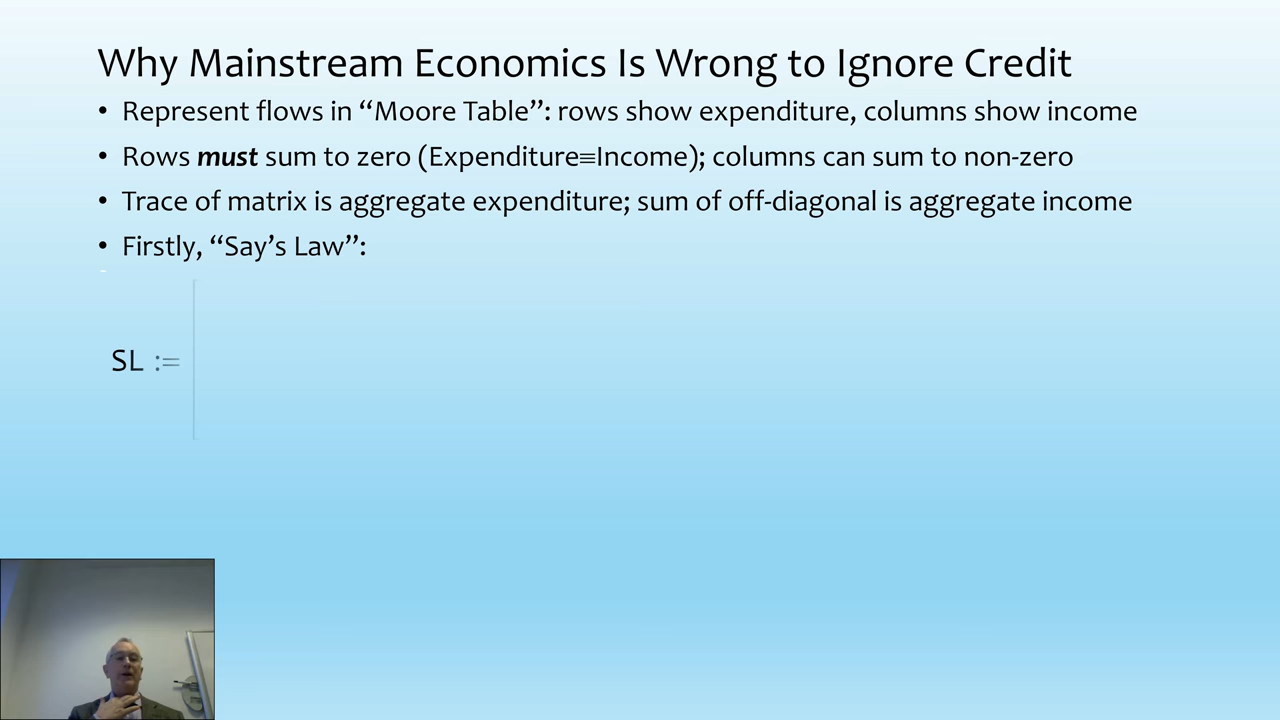 Why Mainstream Economics Is Wrong to Ignore Credit
• Represent flows in “Moore Table”: rows show expenditure, columns show income
• Rows must sum to zero (Expenditure≡Income); columns can sum to non-zero
• Trace of matrix is aggregate expenditure; sum of off-diagonal is aggregate income
• Firstly, “Say’s Law”:
SL :=